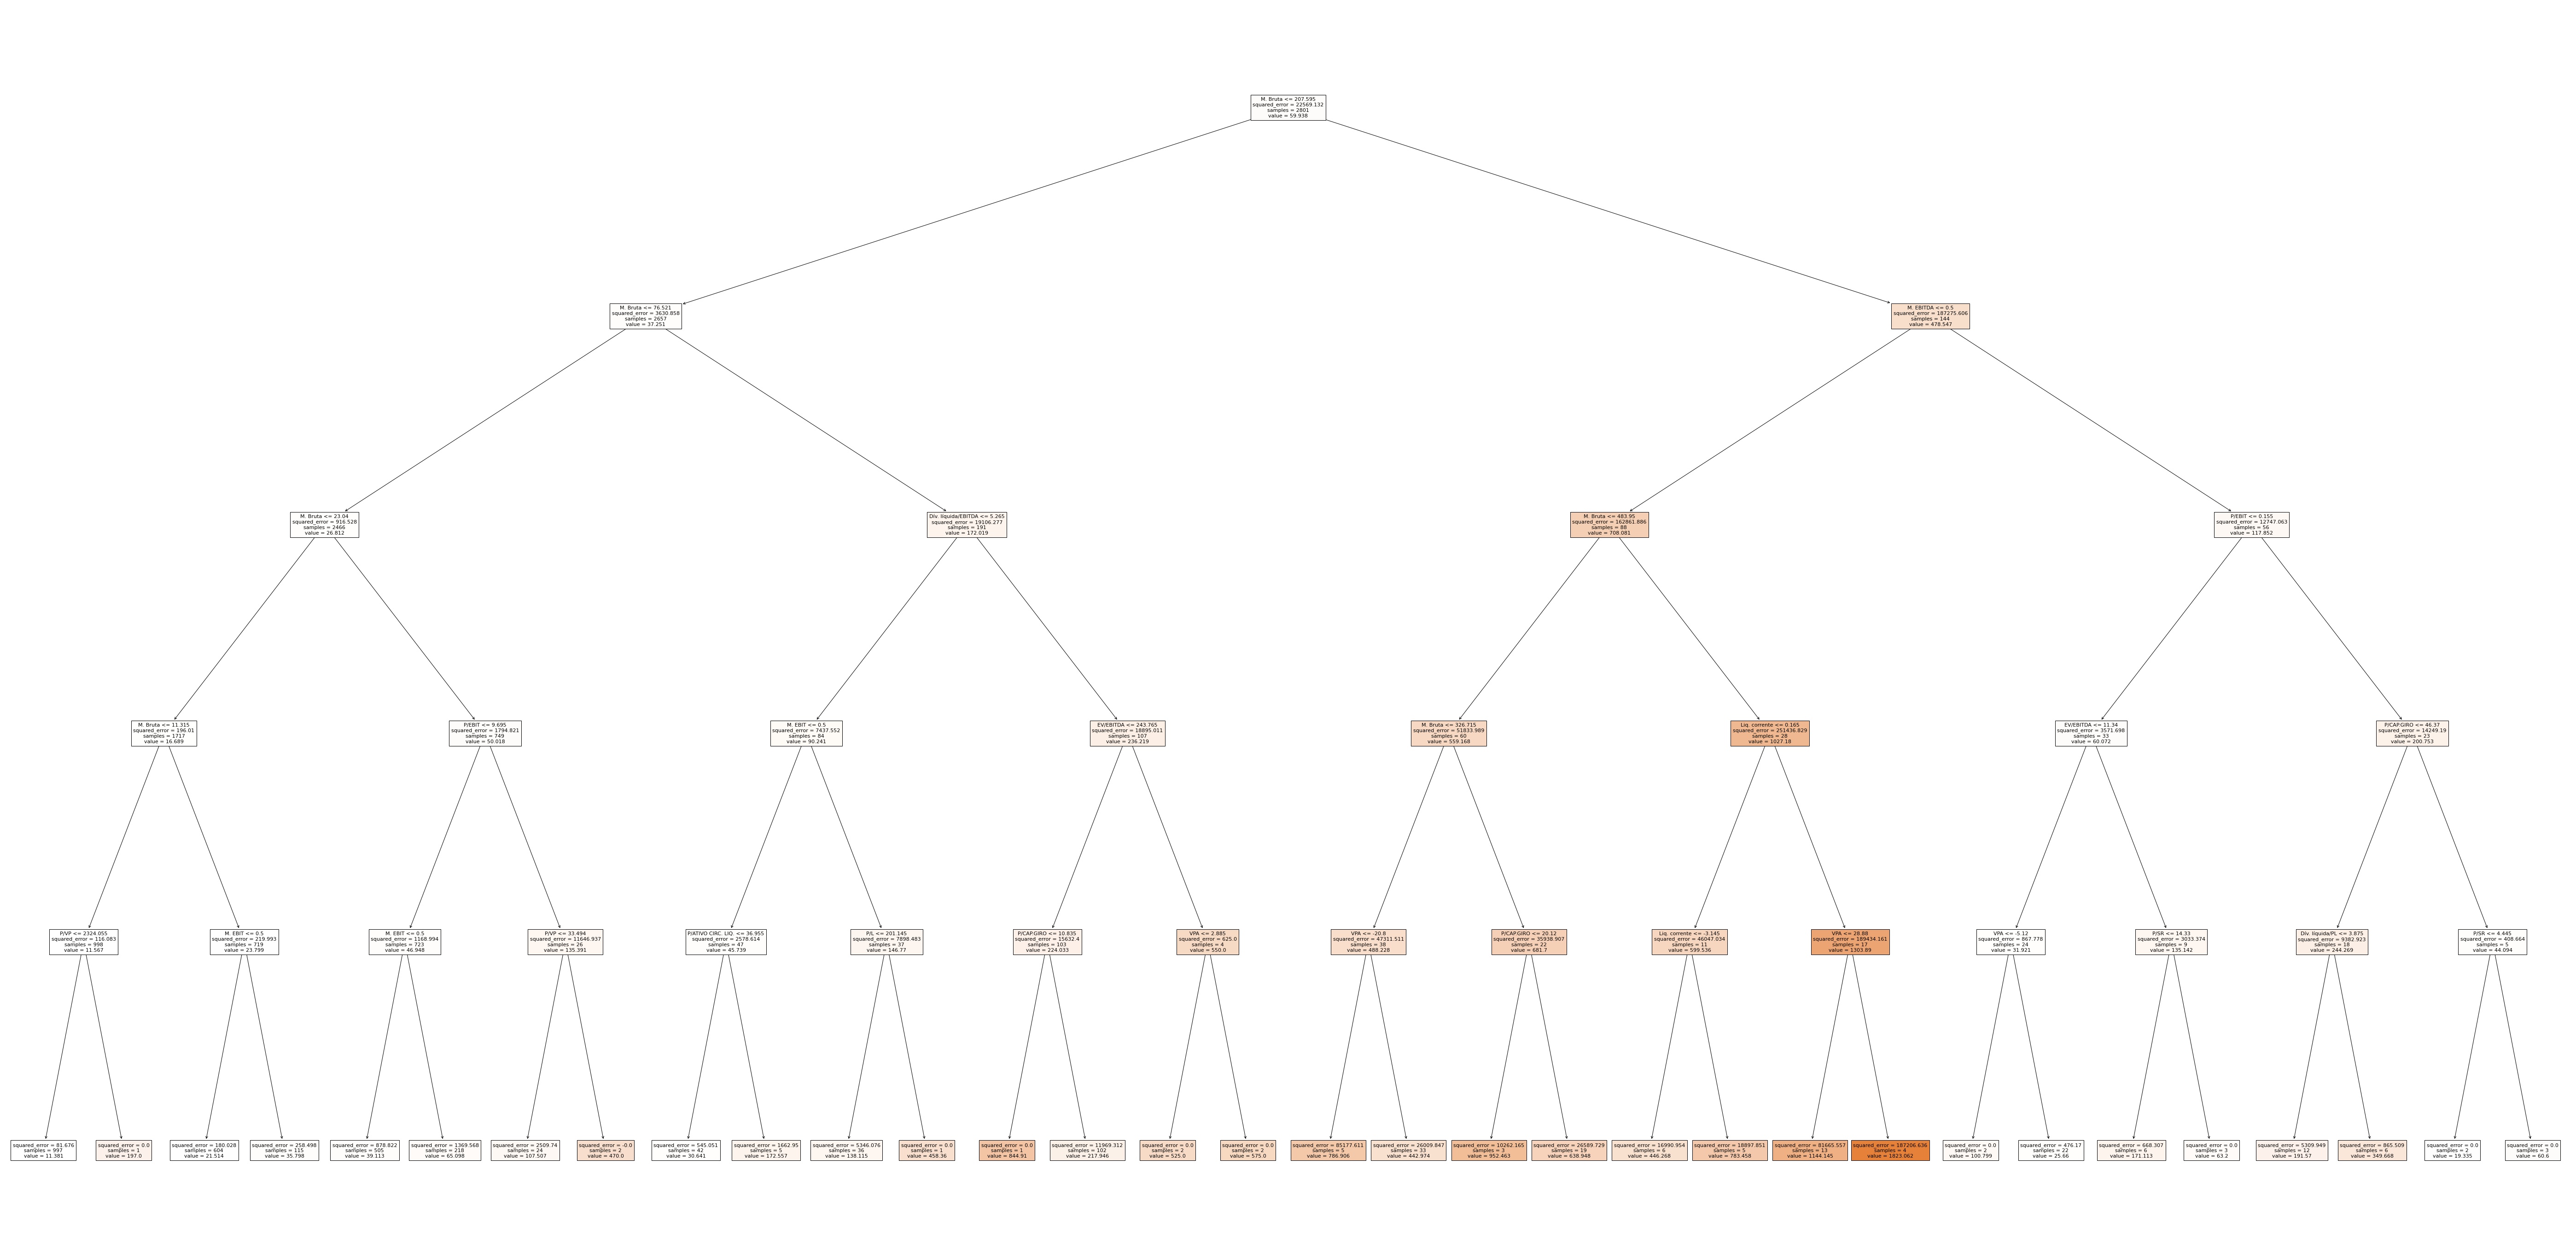 M. Bruta <= 207.595
squared_error = 22569.132
samples = 2801
value = 59.938
M. Bruta <= 76.521
squared_error = 3630.858
samples = 2657
value = 37.251
M. EBITDA <= 0.5
squared_error = 187275.606
samples = 144
value = 478.547
M. Bruta <= 23.04
squared_error = 916.528
samples = 2466
value = 26.812
Dív. líquida/EBITDA <= 5.265
squared_error = 19106.277
samples = 191
value = 172.019
M. Bruta <= 483.95
squared_error = 162861.886
samples = 88
value = 708.081
P/EBIT <= 0.155
squared_error = 12747.063
samples = 56
value = 117.852
M. Bruta <= 11.315
squared_error = 196.01
samples = 1717
value = 16.689
P/EBIT <= 9.695
squared_error = 1794.821
samples = 749
value = 50.018
M. EBIT <= 0.5
squared_error = 7437.552
samples = 84
value = 90.241
EV/EBITDA <= 243.765
squared_error = 18895.011
samples = 107
value = 236.219
M. Bruta <= 326.715
squared_error = 51833.989
samples = 60
value = 559.168
Liq. corrente <= 0.165
squared_error = 251436.829
samples = 28
value = 1027.18
EV/EBITDA <= 11.34
squared_error = 3571.698
samples = 33
value = 60.072
P/CAP.GIRO <= 46.37
squared_error = 14249.19
samples = 23
value = 200.753
P/VP <= 2324.055
squared_error = 116.083
samples = 998
value = 11.567
M. EBIT <= 0.5
squared_error = 219.993
samples = 719
value = 23.799
M. EBIT <= 0.5
squared_error = 1168.994
samples = 723
value = 46.948
P/VP <= 33.494
squared_error = 11646.937
samples = 26
value = 135.391
P/ATIVO CIRC. LIQ. <= 36.955
squared_error = 2578.614
samples = 47
value = 45.739
P/L <= 201.145
squared_error = 7898.483
samples = 37
value = 146.77
P/CAP.GIRO <= 10.835
squared_error = 15632.4
samples = 103
value = 224.033
VPA <= 2.885
squared_error = 625.0
samples = 4
value = 550.0
VPA <= -20.8
squared_error = 47311.511
samples = 38
value = 488.228
P/CAP.GIRO <= 20.12
squared_error = 35938.907
samples = 22
value = 681.7
Liq. corrente <= -3.145
squared_error = 46047.034
samples = 11
value = 599.536
VPA <= 28.88
squared_error = 189434.161
samples = 17
value = 1303.89
VPA <= -5.12
squared_error = 867.778
samples = 24
value = 31.921
P/SR <= 14.33
squared_error = 3033.374
samples = 9
value = 135.142
Dív. líquida/PL <= 3.875
squared_error = 9382.923
samples = 18
value = 244.269
P/SR <= 4.445
squared_error = 408.664
samples = 5
value = 44.094
squared_error = 81.676
samples = 997
value = 11.381
squared_error = 0.0
samples = 1
value = 197.0
squared_error = 180.028
samples = 604
value = 21.514
squared_error = 258.498
samples = 115
value = 35.798
squared_error = 878.822
samples = 505
value = 39.113
squared_error = 1369.568
samples = 218
value = 65.098
squared_error = 2509.74
samples = 24
value = 107.507
squared_error = -0.0
samples = 2
value = 470.0
squared_error = 545.051
samples = 42
value = 30.641
squared_error = 1662.95
samples = 5
value = 172.557
squared_error = 5346.076
samples = 36
value = 138.115
squared_error = 0.0
samples = 1
value = 458.36
squared_error = 0.0
samples = 1
value = 844.91
squared_error = 11969.312
samples = 102
value = 217.946
squared_error = 0.0
samples = 2
value = 525.0
squared_error = 0.0
samples = 2
value = 575.0
squared_error = 85177.611
samples = 5
value = 786.906
squared_error = 26009.847
samples = 33
value = 442.974
squared_error = 10262.165
samples = 3
value = 952.463
squared_error = 26589.729
samples = 19
value = 638.948
squared_error = 16990.954
samples = 6
value = 446.268
squared_error = 18897.851
samples = 5
value = 783.458
squared_error = 81665.557
samples = 13
value = 1144.145
squared_error = 187206.636
samples = 4
value = 1823.062
squared_error = 0.0
samples = 2
value = 100.799
squared_error = 476.17
samples = 22
value = 25.66
squared_error = 668.307
samples = 6
value = 171.113
squared_error = 0.0
samples = 3
value = 63.2
squared_error = 5309.949
samples = 12
value = 191.57
squared_error = 865.509
samples = 6
value = 349.668
squared_error = 0.0
samples = 2
value = 19.335
squared_error = 0.0
samples = 3
value = 60.6